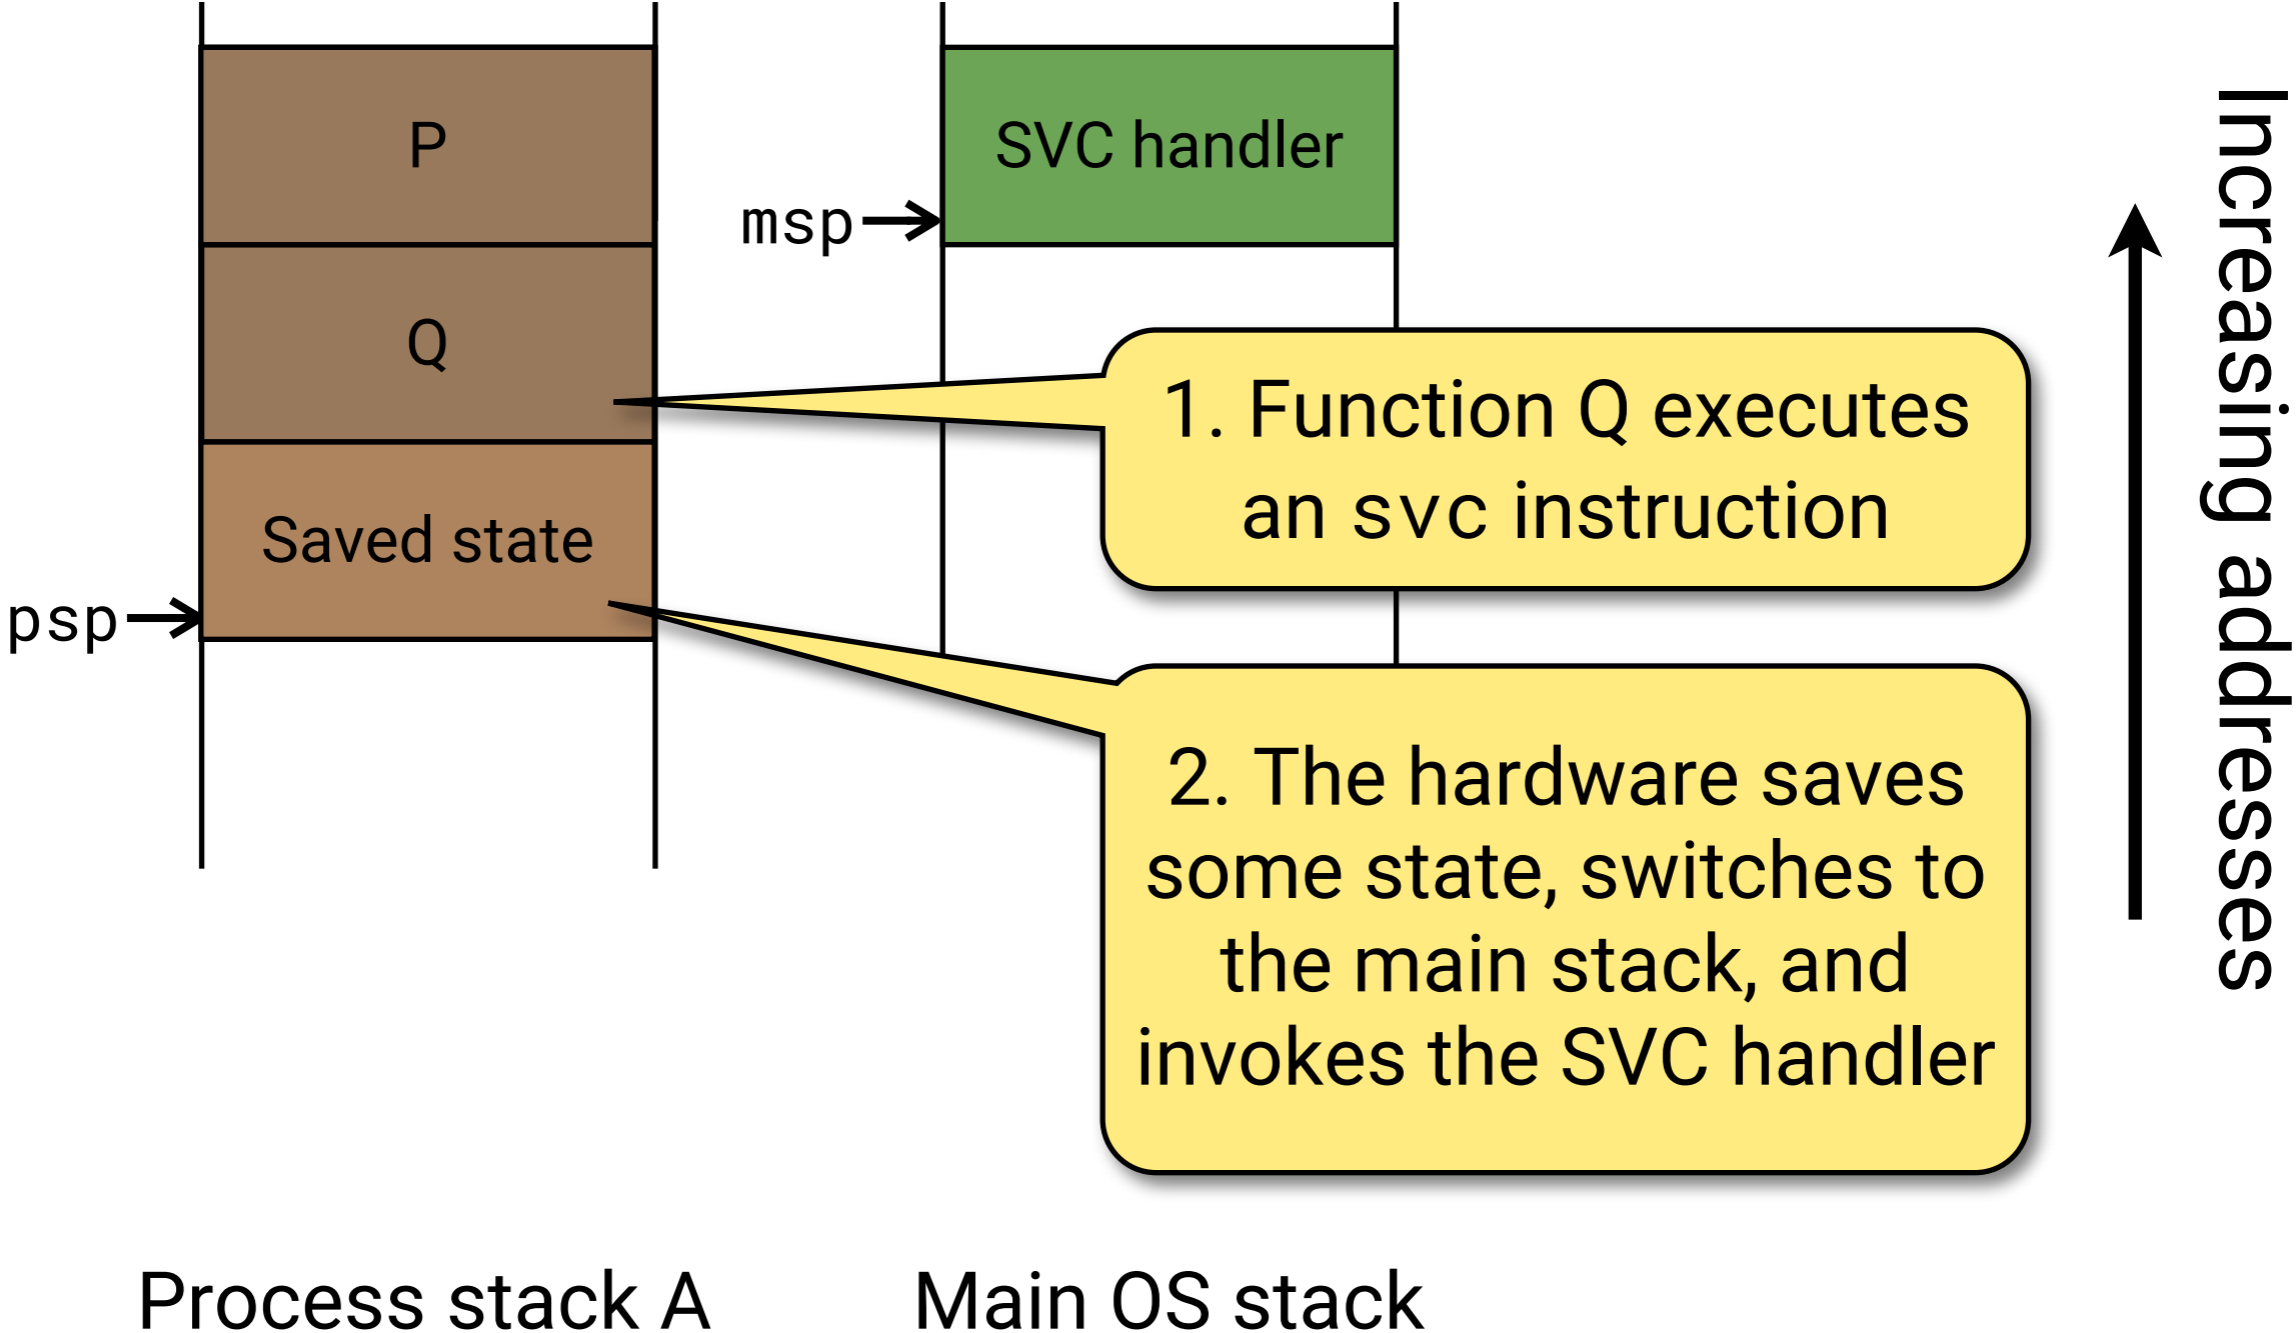 P
SVC handler
msp
Q
1. Function Q executes
an svc instruction
Saved state
psp
2. The hardware saves
some state, switches to
the main stack, and
invokes the SVC handler
Increasing addresses
Process stack A
Main OS stack